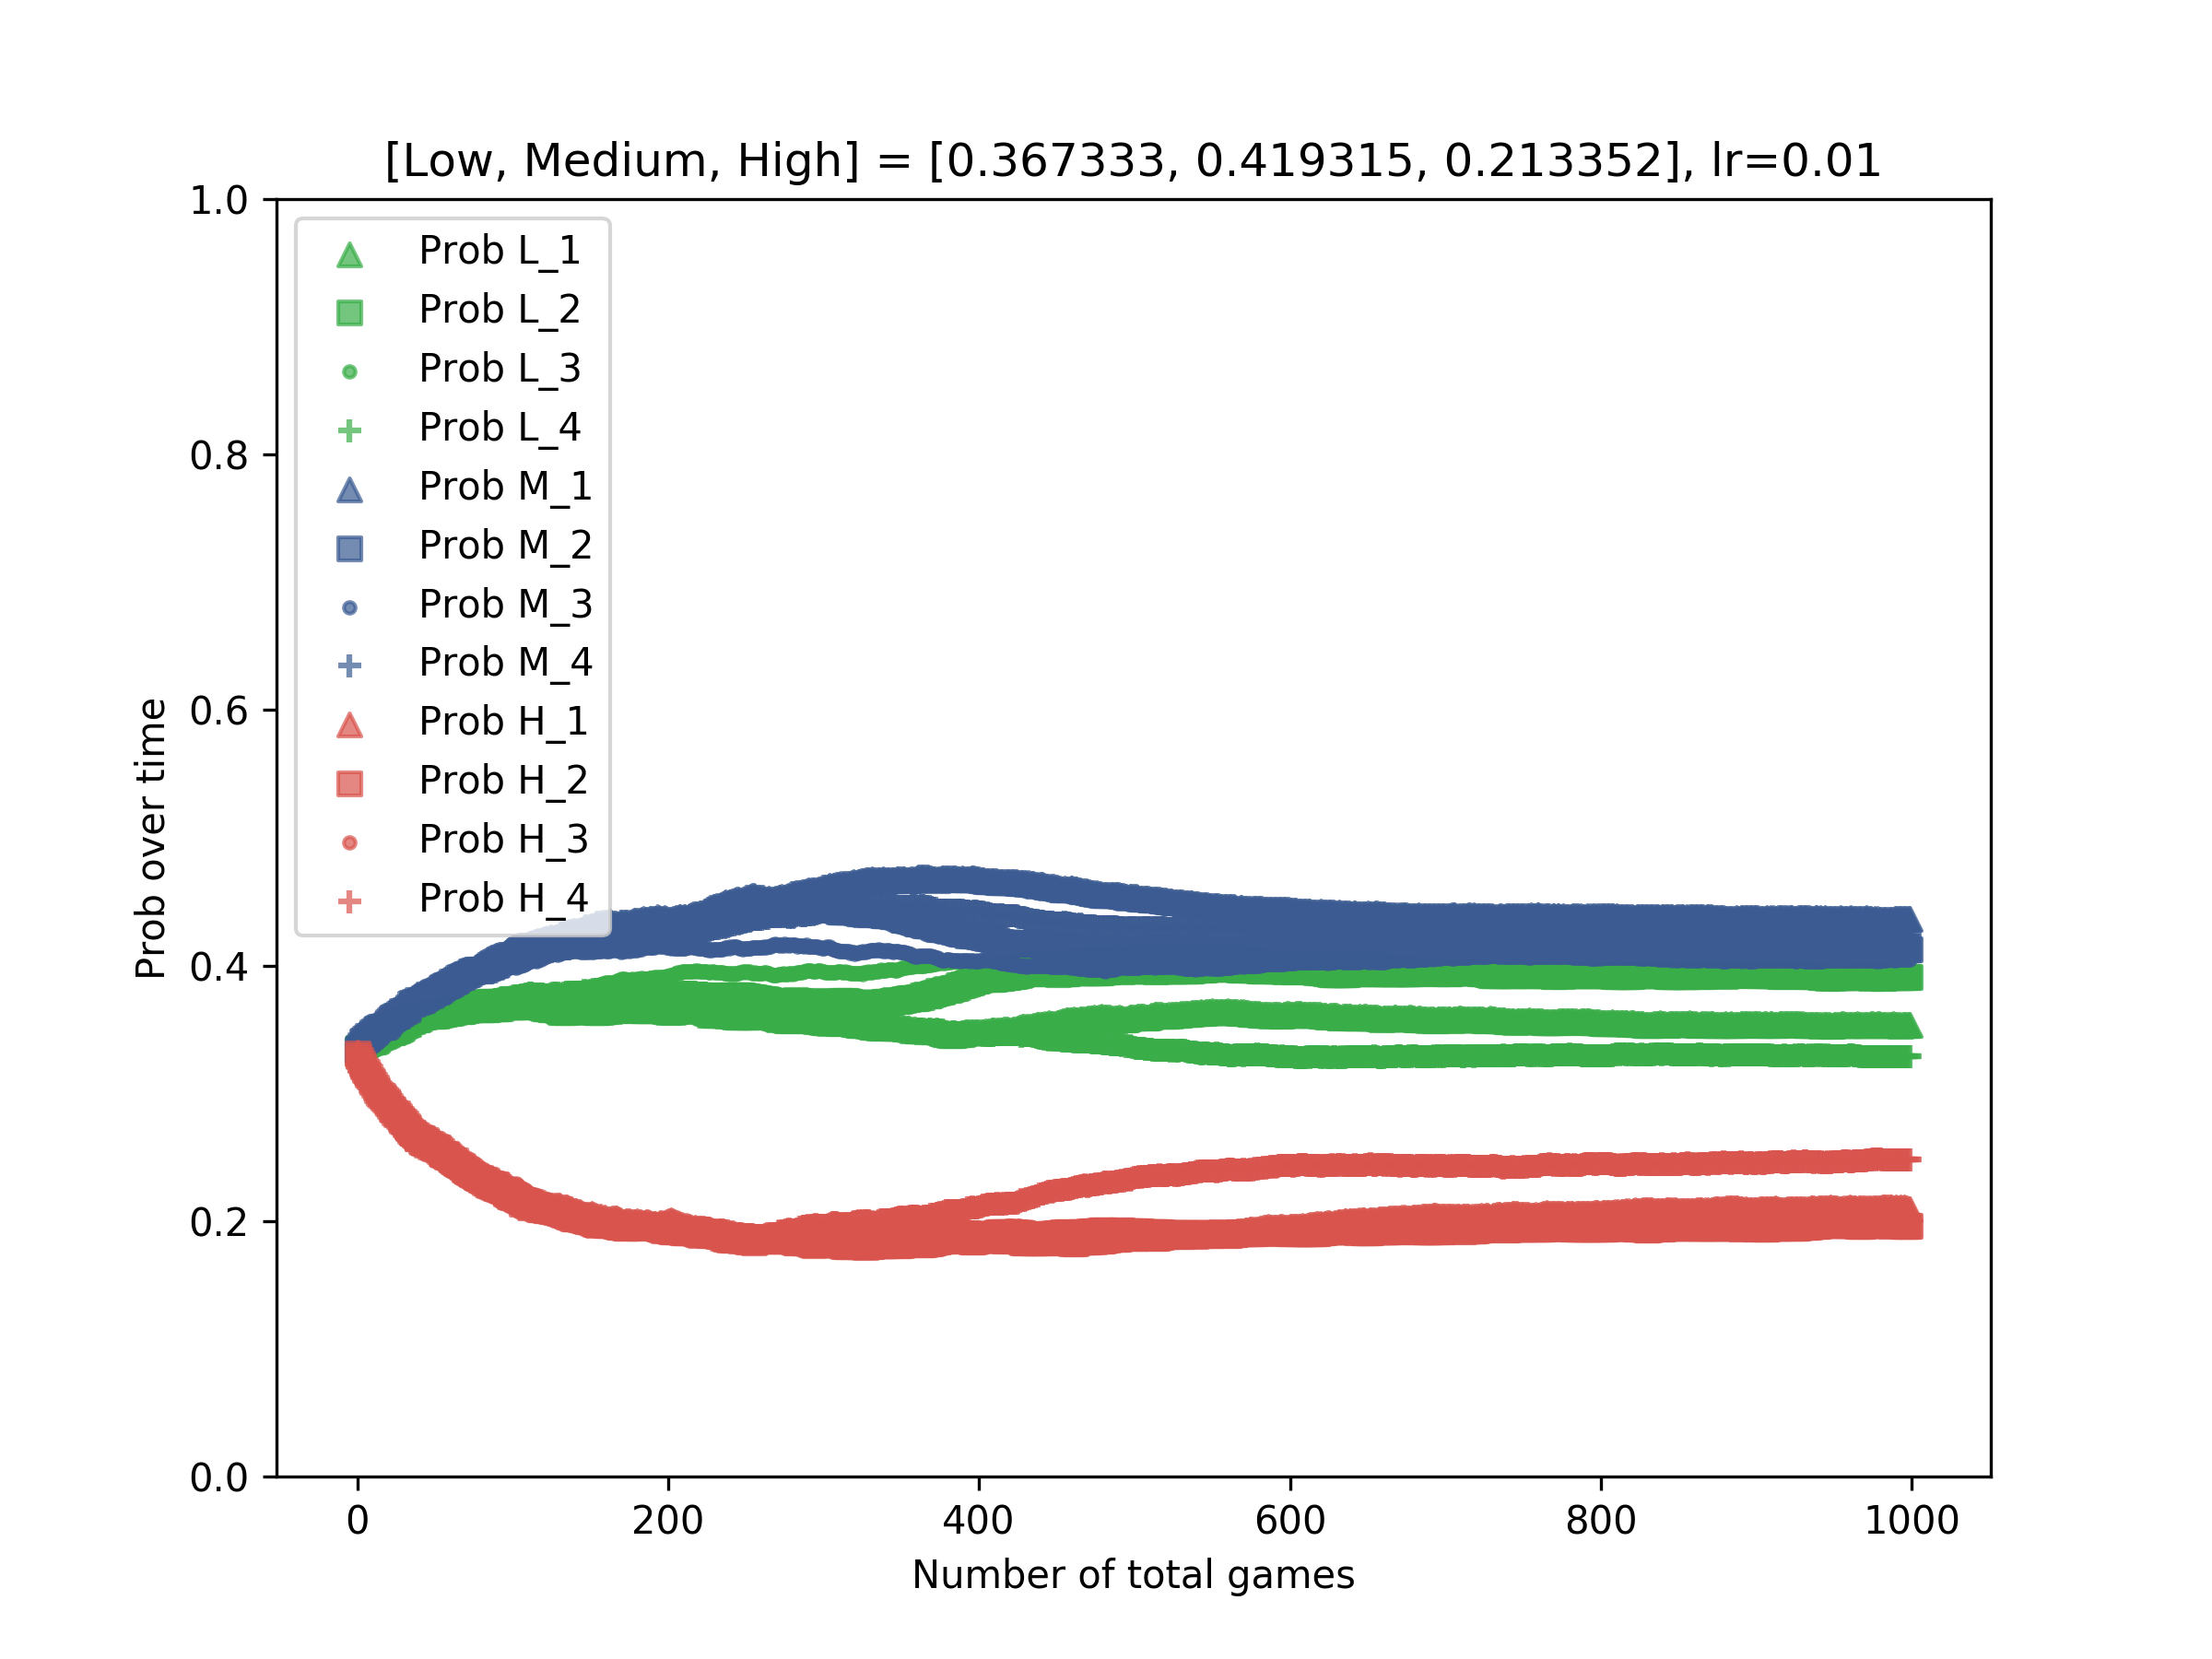 [Low, Medium, High] = [0.367333, 0.419315, 0.213352], lr=0.01
1.0
0.8
0.6
0.4
0.2
0.0
Prob over time
Prob L_1
Prob L_2
Prob L_3
Prob L_4
Prob M_1
Prob M_2
Prob M_3
Prob M_4
Prob H_1
Prob H_2
Prob H_3
Prob H_4
0 200 400 600 800 1000
Number of total games